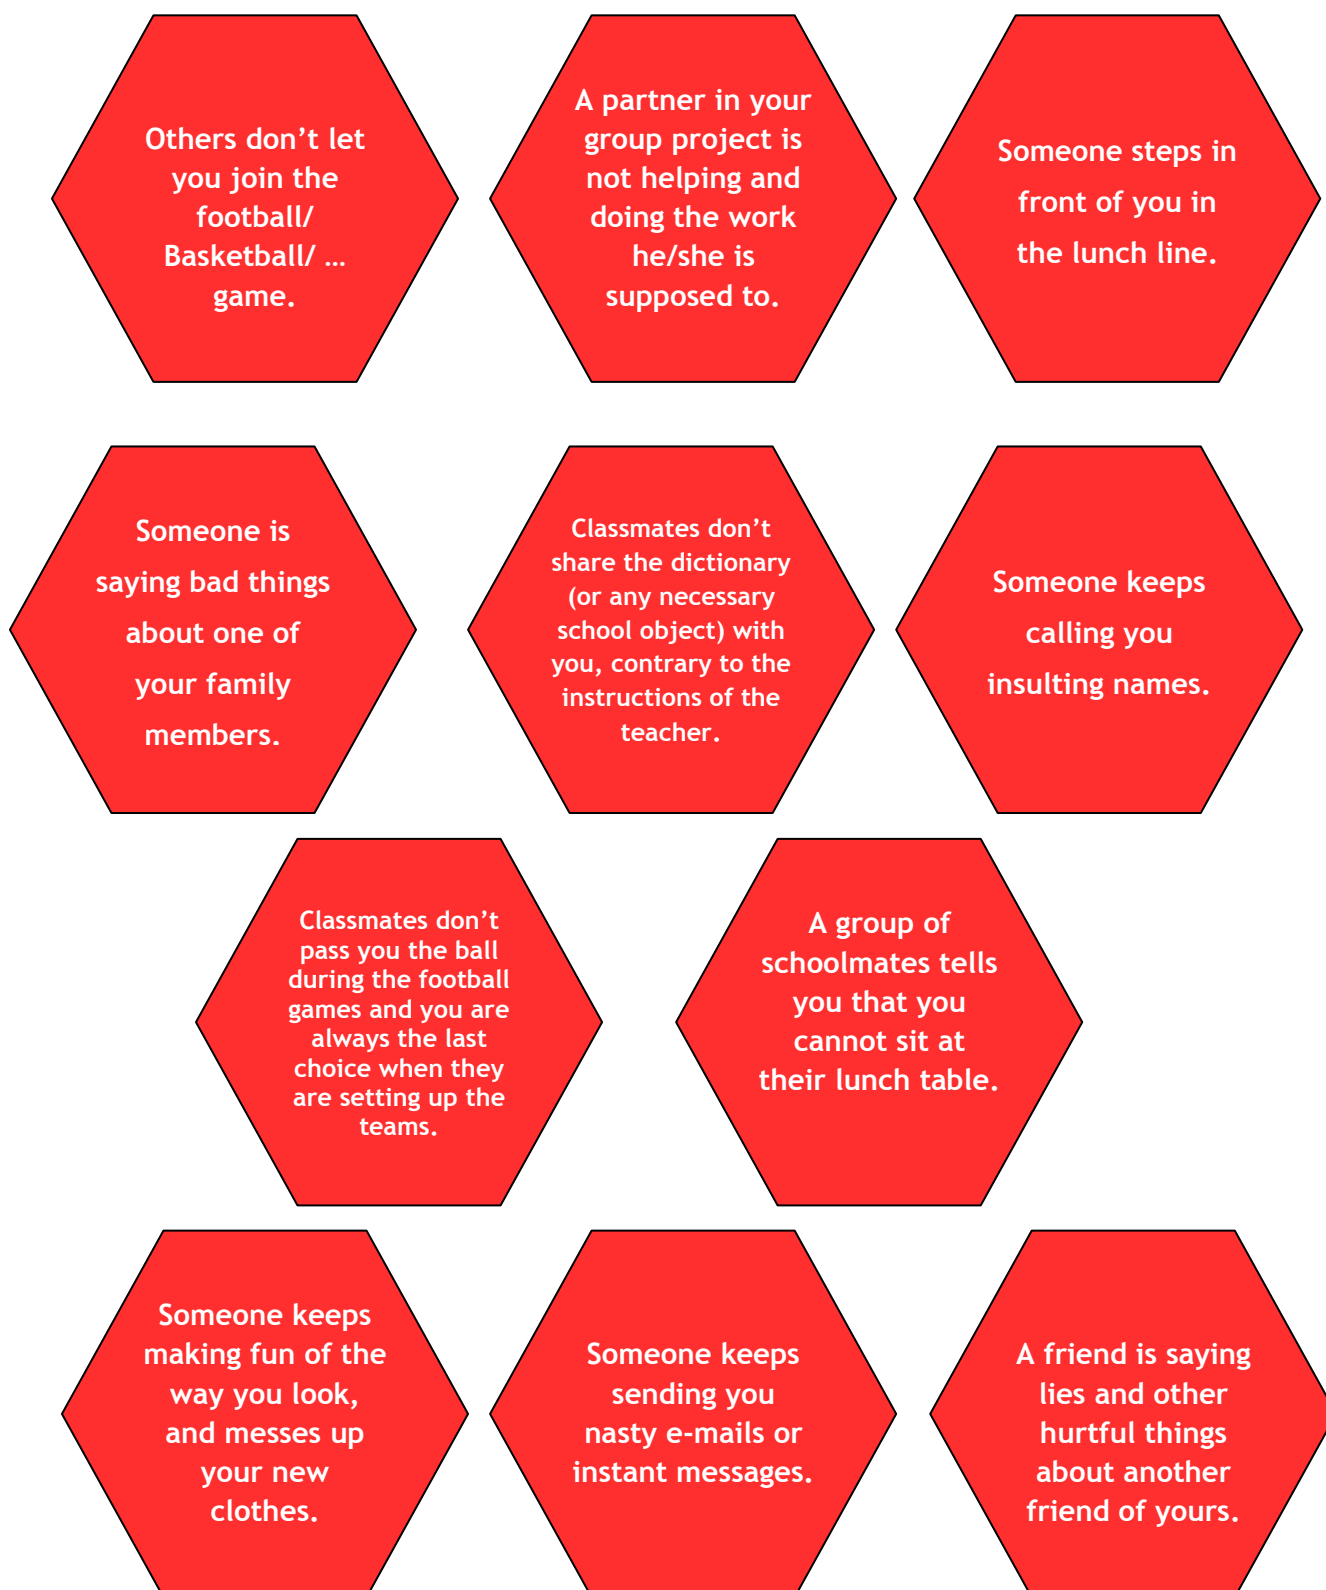 Others don't let
you join the
football/
Basketball/ …
game.
A partner in your
group project is
not helping and
doing the work
he/she is
supposed to.
Someone steps in
front of you in
the lunch line.
Someone is
saying bad things
about one of
your family
members.
Classmates don't
share the dictionary
(or any necessary
school object) with
you, contrary to the
instructions of the
teacher.
Someone keeps
calling you
insulting names.
Classmates don't
pass you the ball
during the football
games and you are
always the last
choice when they
are setting up the
teams.
A group of
schoolmates tells
you that you
cannot sit at
their lunch table.
Someone keeps
making fun of the
way you look,
and messes up
your new
clothes.
Someone keeps
sending you
nasty e-mails or
instant messages.
A friend is saying
lies and other
hurtful things
about another
friend of yours.